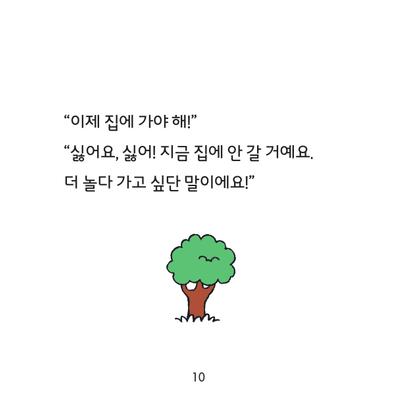 “이제 집에 가야 해!”
“싫어요, 싫어! 지금 집에 안 갈 거예요.
더 놀다 가고 싶단 말이에요!”
10